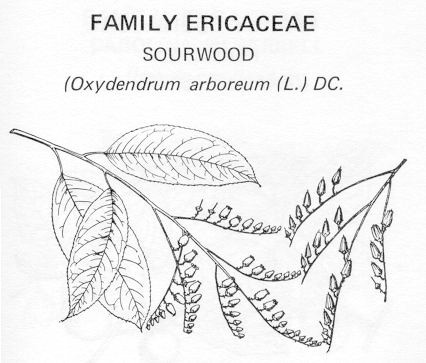 FAMILY ERICACEAE
SOURWOOD
(Oxydendrum arboreum (L.) DC.